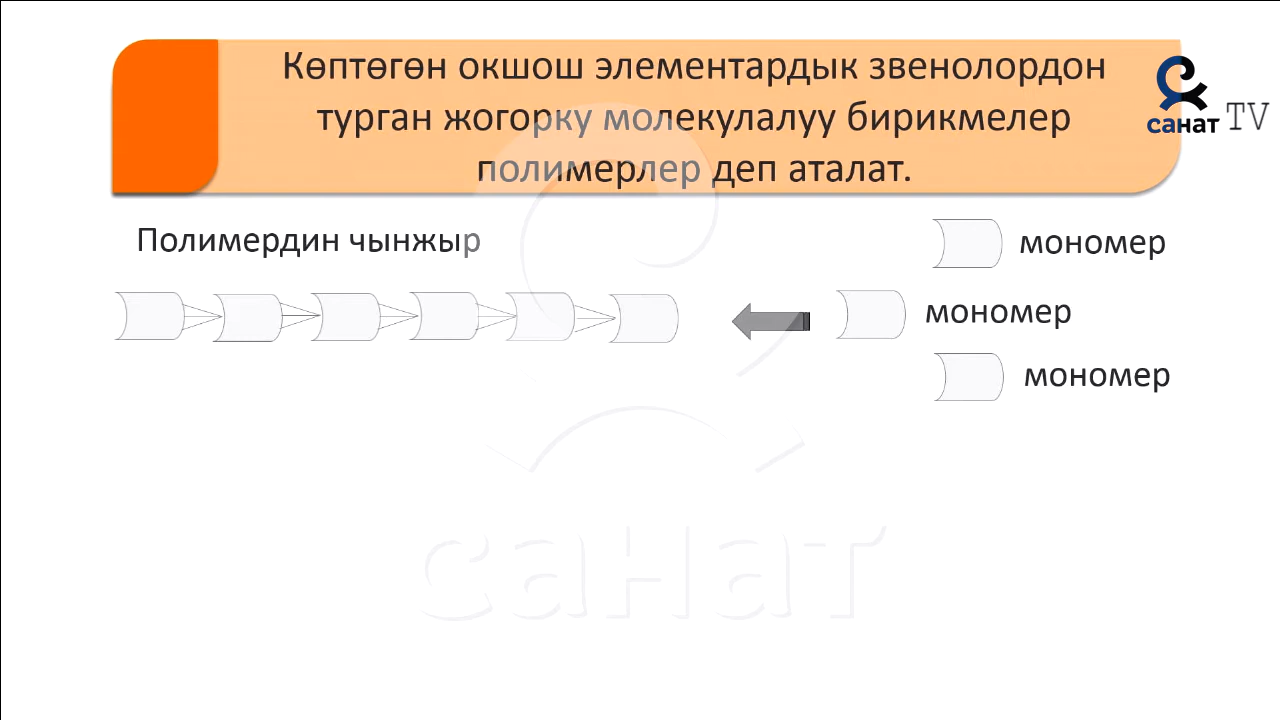 Көптөгөн окшош элементардык звенолордон
турган жогорку молекулалуу бирикмелер
полимерлер деп аталат.
санат TV
Полимердин чынжыр
мономер
мономер
мономер
санат